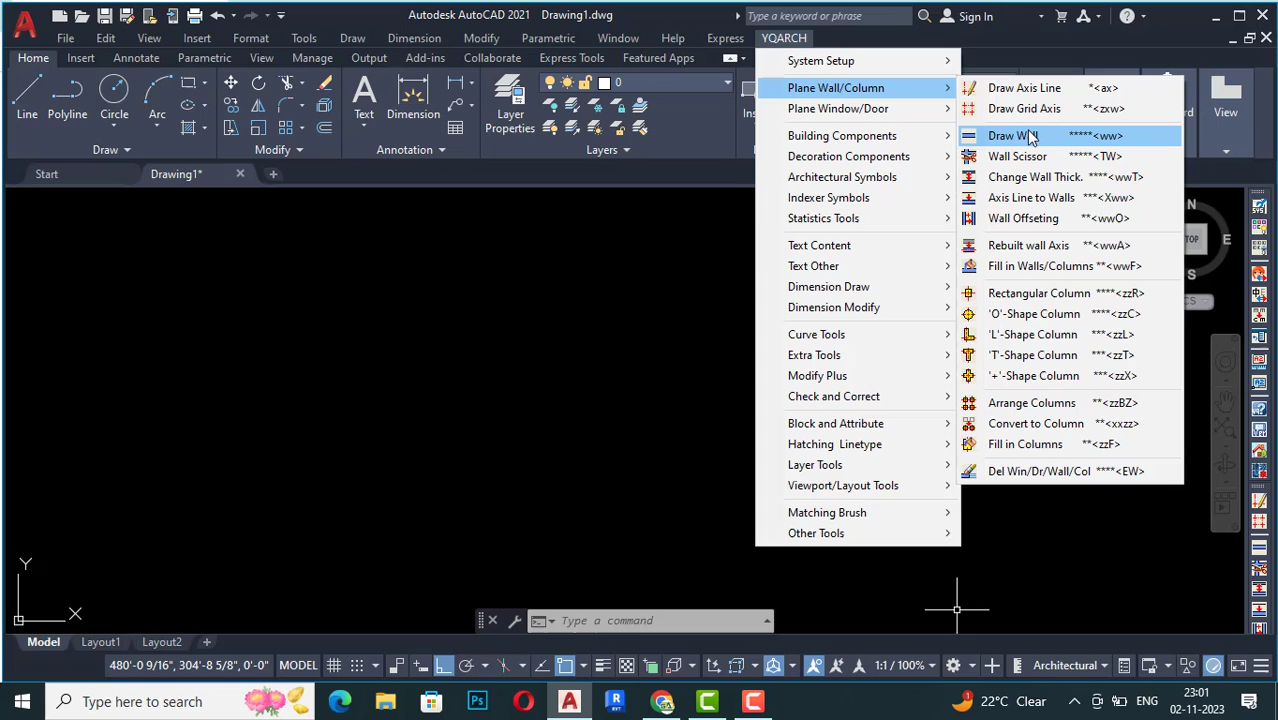 Autodesk AutoCAD 2021 Drawing1.dwg
Type a keyword or phrase
Sign In
File Edit View Insert Format Tools Draw Dimension Modify Parametric Window Help Express YQARCH
Home Insert Annotate Parametric View Manage Output Add-ins Collaborate Express Tools Featured Apps
Line Polyline Circle Arc
Text Dimension
Layer
Properties
0
Ins
View
Draw Modify Annotation Layers
Start Drawing1*
System Setup
Plane Wall/Column
Plane Window/Door
Building Components
Decoration Components
Architectural Symbols
Indexer Symbols
Statistics Tools
Text Content
Text Other
Dimension Draw
Dimension Modify
Curve Tools
Extra Tools
Modify Plus
Check and Correct
Block and Attribute
Hatching Linetype
Layer Tools
Viewport/Layout Tools
Matching Brush
Other Tools
Draw Axis Line *<ax>
Draw Grid Axis **<zxw>
Draw Wall *****<ww>
Wall Scissor *****<TW>
Change Wall Thick. ****<wwT>
Axis Line to Walls ***<Xww>
Wall Offseting **<wwO>
Rebuilt wall Axis **<wwA>
Fill in Walls/Columns **<wwF>
Rectangular Column ****<zzR>
'O'-Shape Column ****<zzC>
'L'-Shape Column ***<zzL>
'T'-Shape Column ***<zzT>
'+'-Shape Column ***<zzX>
Arrange Columns **<zzBZ>
Convert to Column **<xxzz>
Fill in Columns **<zzF>
Del Win/Dr/Wall/Col ****<EW>
N
TOP
E
S
CS
Y
X
Type a command
Model Layout1 Layout2
480'-0 9/16", 304'-8 5/8", 0'-0" MODEL 1:1 / 100% Architectural
Type here to search
22°C Clear
ENG
23:01
02-11-2023